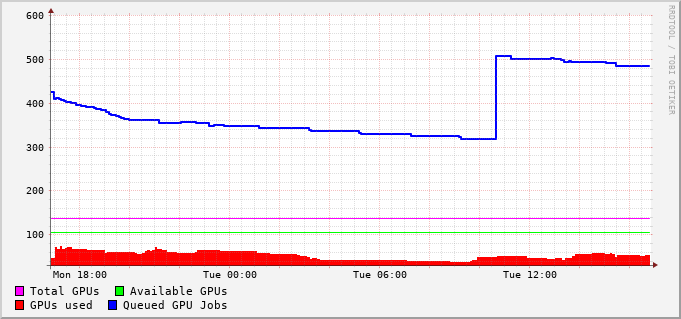 600
500
400
300
200
100
Mon 18:00 Tue 00:00 Tue 06:00 Tue 12:00
Total GPUs Available GPUs
GPUs used Queued GPU Jobs
RRDTOOL / TOBI OETIKER